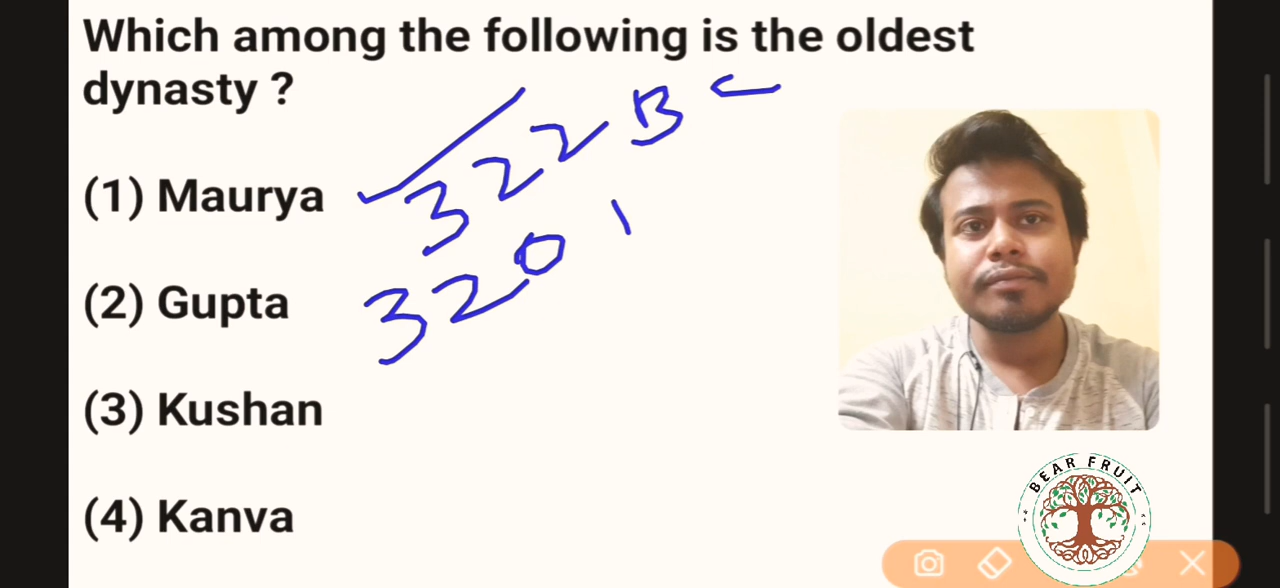 Which among the following is the oldest
dynasty ?
(1) Maurya
322 BC
(2) Gupta
320
(3) Kushan
(4) Kanva
BEAR FRUIT